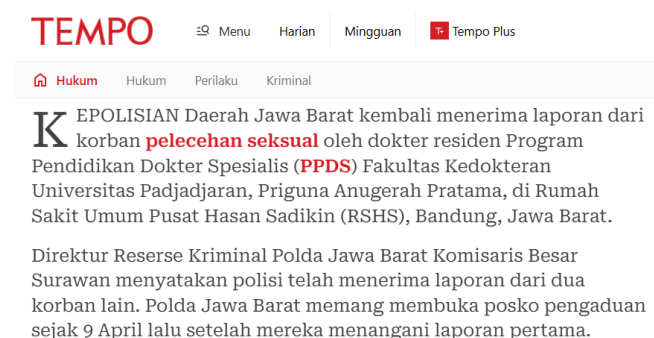 TEMPO Menu Harian Mingguan T+ Tempo Plus
Hukum Hukum Perilaku Kriminal
KEPOLISIAN Daerah Jawa Barat kembali menerima laporan dari
korban pelecehan seksual oleh dokter residen Program
Pendidikan Dokter Spesialis (PPDS) Fakultas Kedokteran
Universitas Padjadjaran, Priguna Anugerah Pratama, di Rumah
Sakit Umum Pusat Hasan Sadikin (RSHS), Bandung, Jawa Barat.
Direktur Reserse Kriminal Polda Jawa Barat Komisaris Besar
Surawan menyatakan polisi telah menerima laporan dari dua
korban lain. Polda Jawa Barat memang membuka posko pengaduan
sejak 9 April lalu setelah mereka menangani laporan pertama.